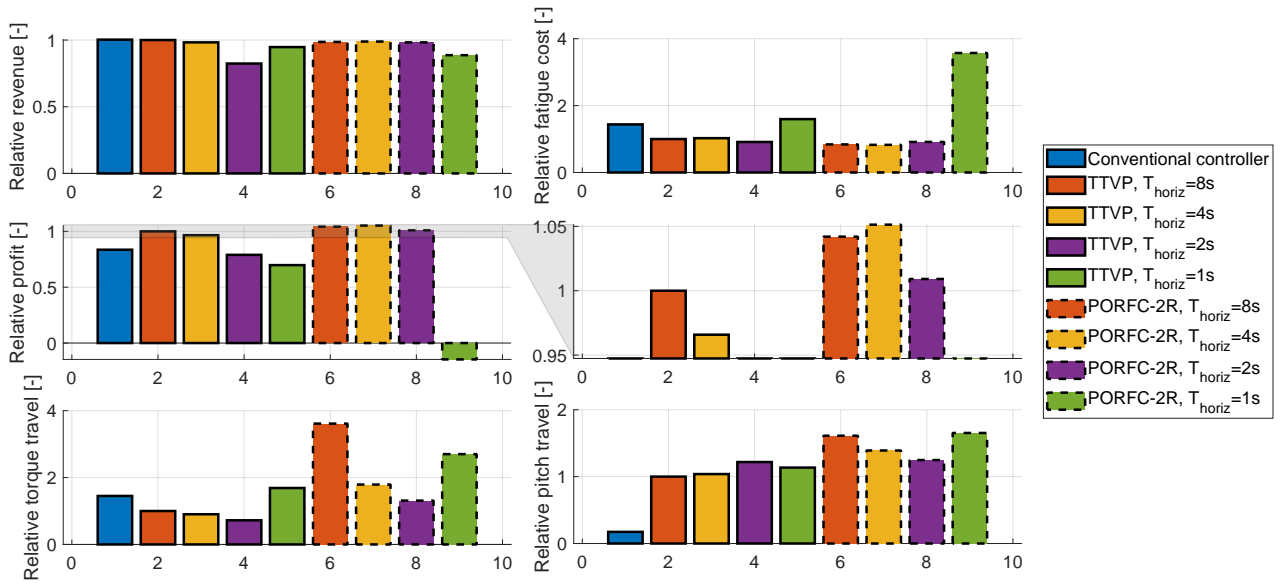 Relative revenue [-]
1
0.5
0
0 2 4 6 8 10
Relative fatigue cost [-]
4
2
0
0 2 4 6 8 10
Relative profit [-]
1
0.5
0
0 2 4 6 8 10
1.05
1
0.95
0 2 4 6 8 10
Relative torque travel [-]
4
2
0
0 2 4 6 8 10
Relative pitch travel [-]
2
1
0
0 2 4 6 8 10
Conventional controller
TTVP, T_horiz=8s
TTVP, T_horiz=4s
TTVP, T_horiz=2s
TTVP, T_horiz=1s
PORFC-2R, T_horiz=8s
PORFC-2R, T_horiz=4s
PORFC-2R, T_horiz=2s
PORFC-2R, T_horiz=1s